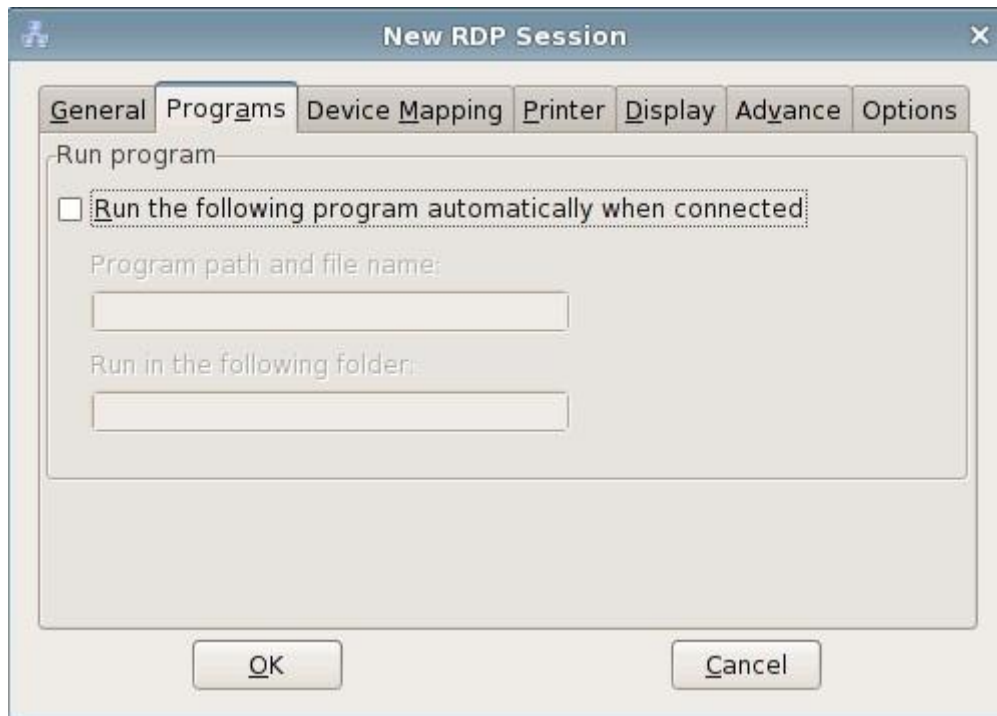 New RDP Session
General Programs Device Mapping Printer Display Advance Options
Run program
Run the following program automatically when connected
Program path and file name:
Run in the following folder:
OK Cancel